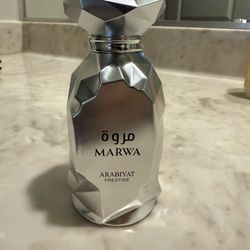 مروة
MARWA
ARABIYAT
PRESTIGE